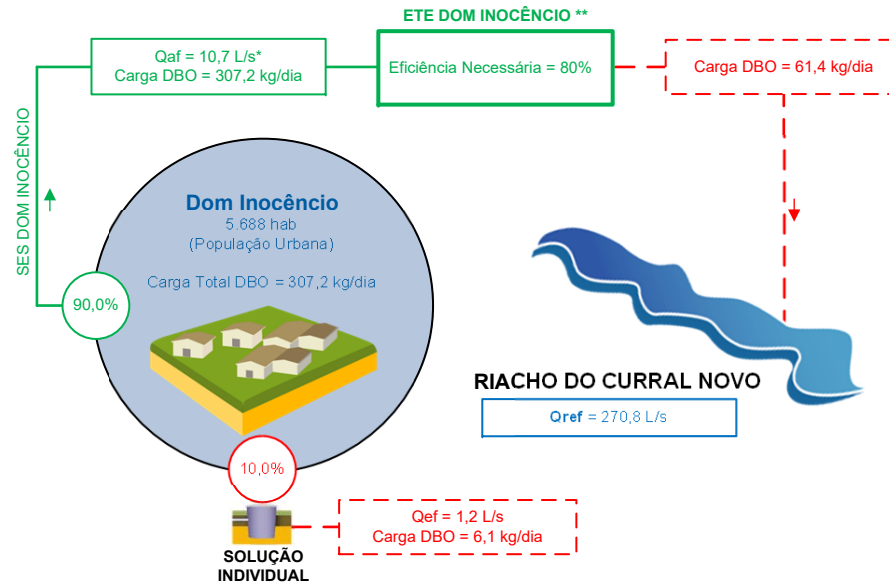 ETE DOM INOCÊNCIO **
Qaf = 10,7 L/s*
Carga DBO = 307,2 kg/dia
Eficiência Necessária = 80%
Carga DBO = 61,4 kg/dia
SES DOM INOCÊNCIO
Dom Inocêncio
5.688 hab
(População Urbana)
Carga Total DBO = 307,2 kg/dia
90,0%
RIACHO DO CURRAL NOVO
Qref = 270,8 L/s
10,0%
Qef = 1,2 L/s
Carga DBO = 6,1 kg/dia
SOLUÇÃO
INDIVIDUAL